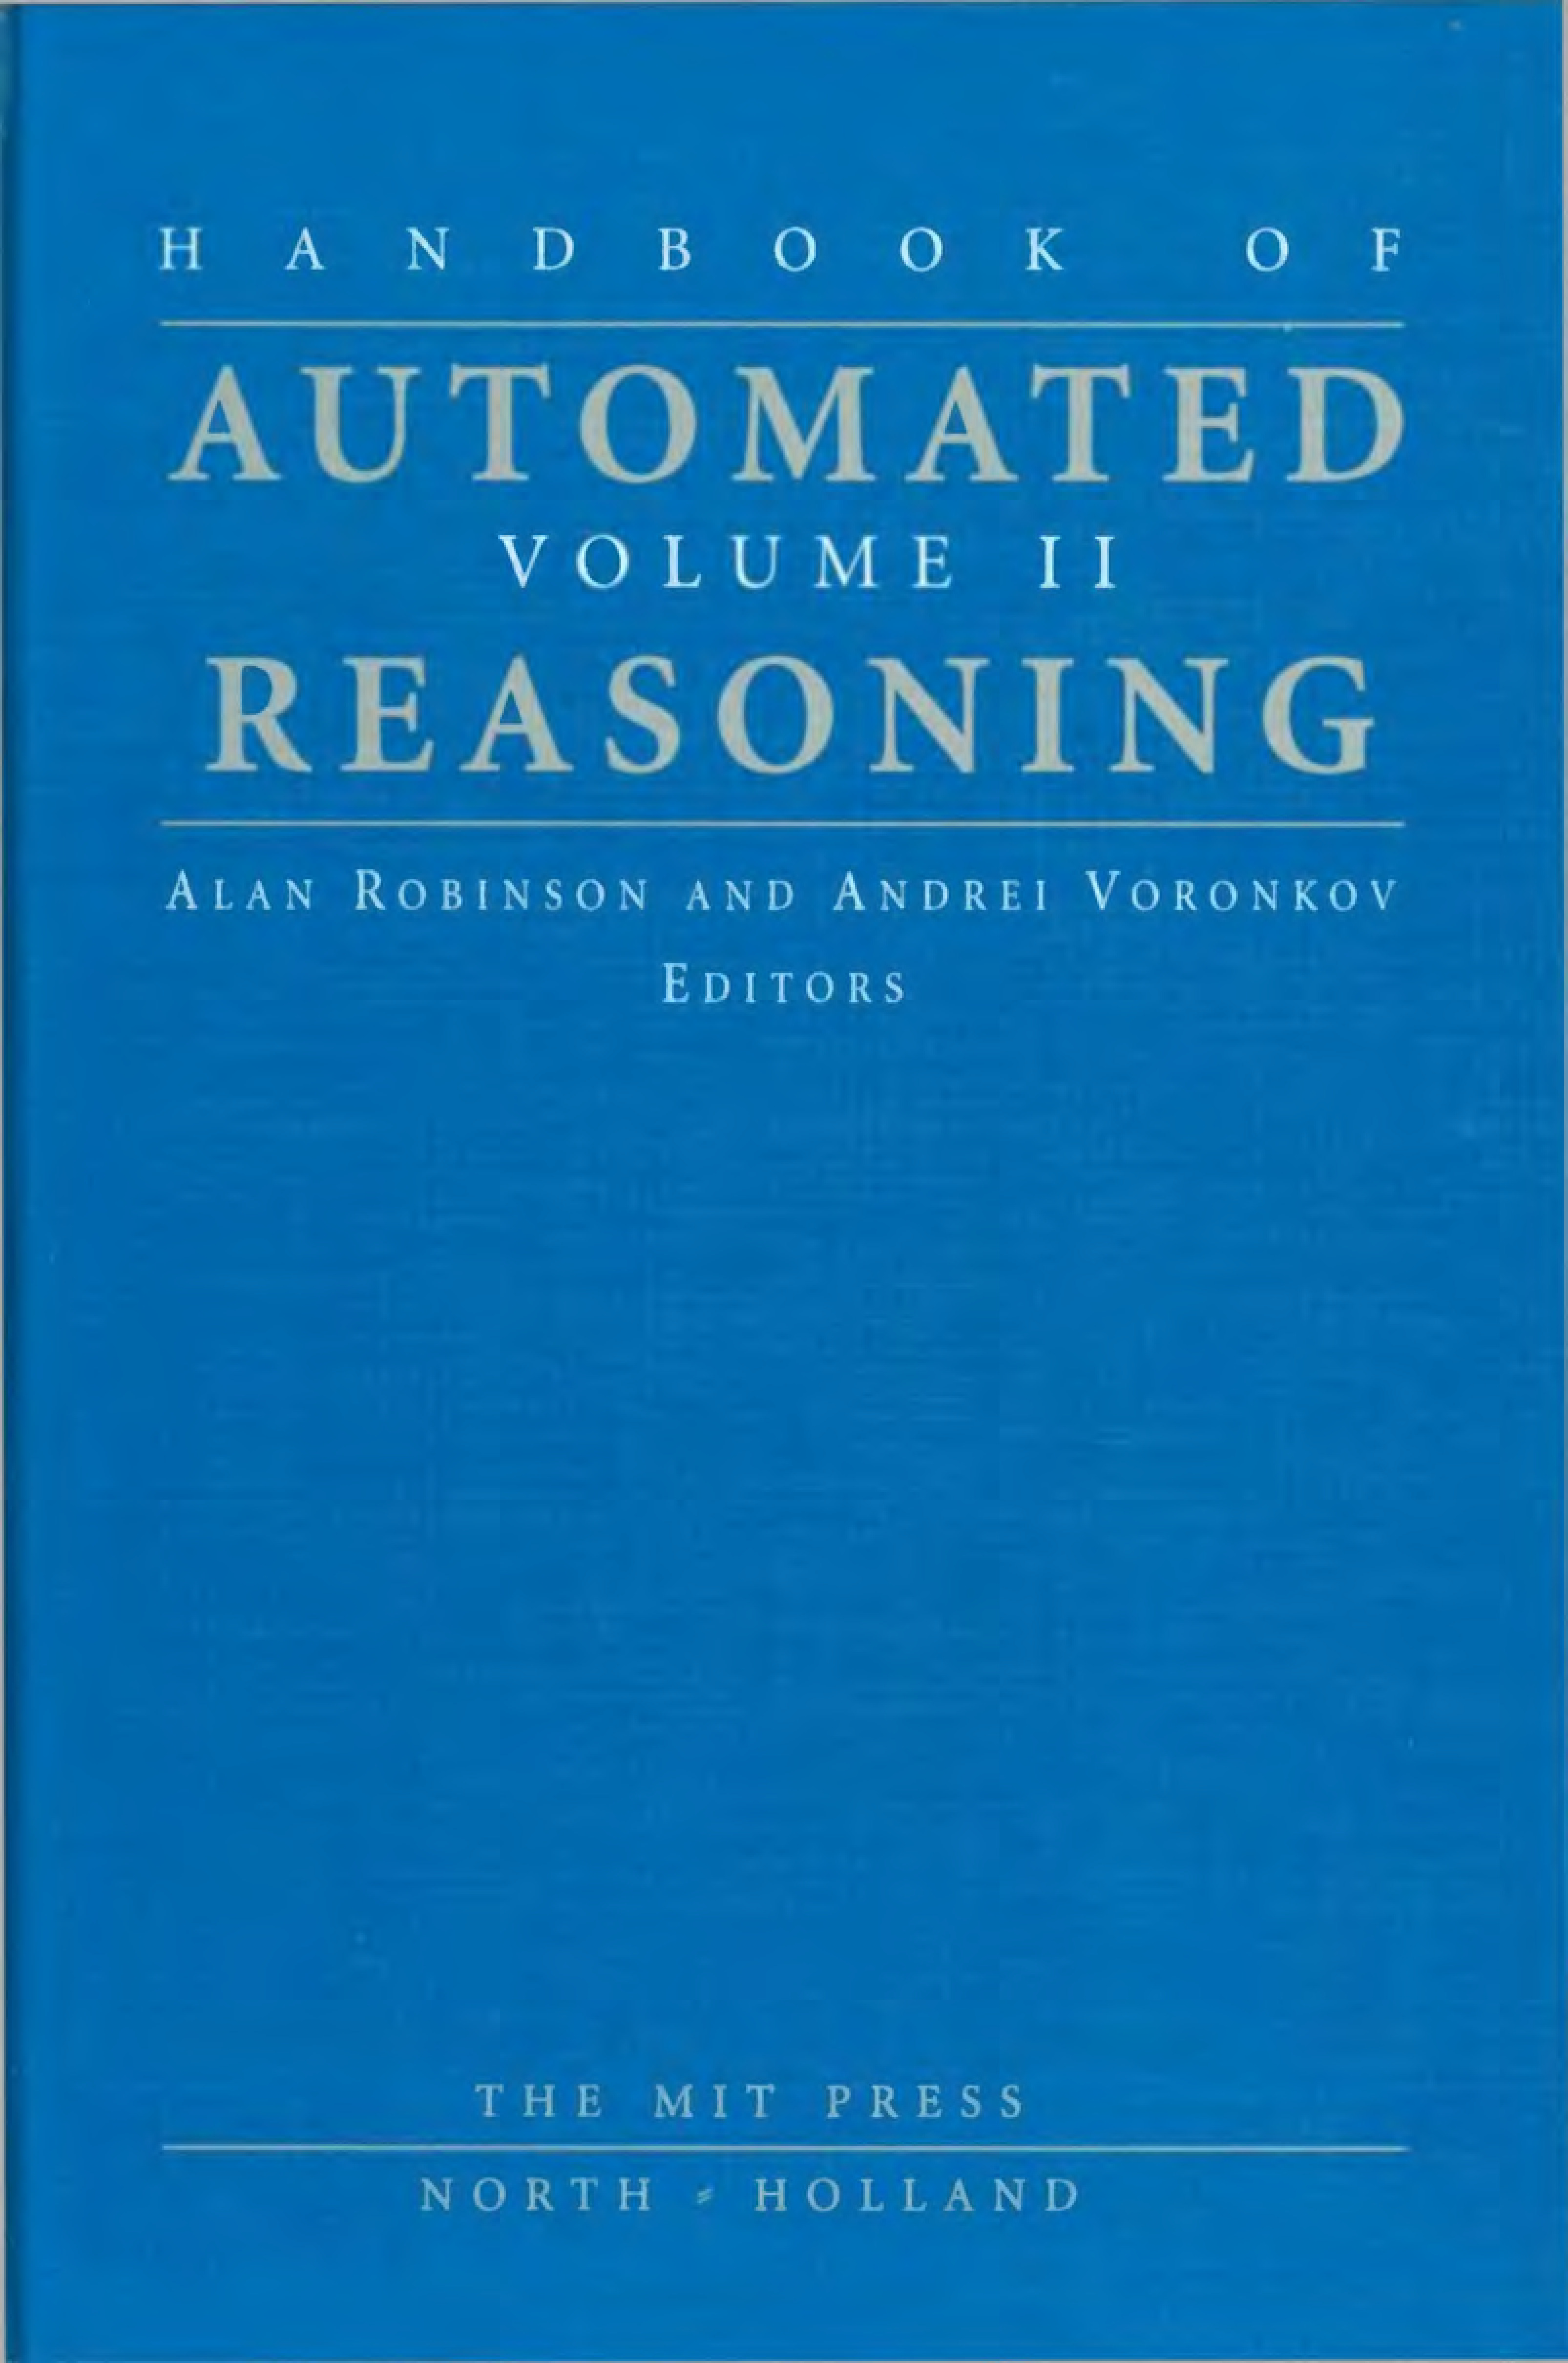 HANDBOOK OF
AUTOMATED
VOLUME II
REASONING
ALAN ROBINSON AND ANDREI VORONKOV
EDITORS
THE MIT PRESS
NORTH - HOLLAND